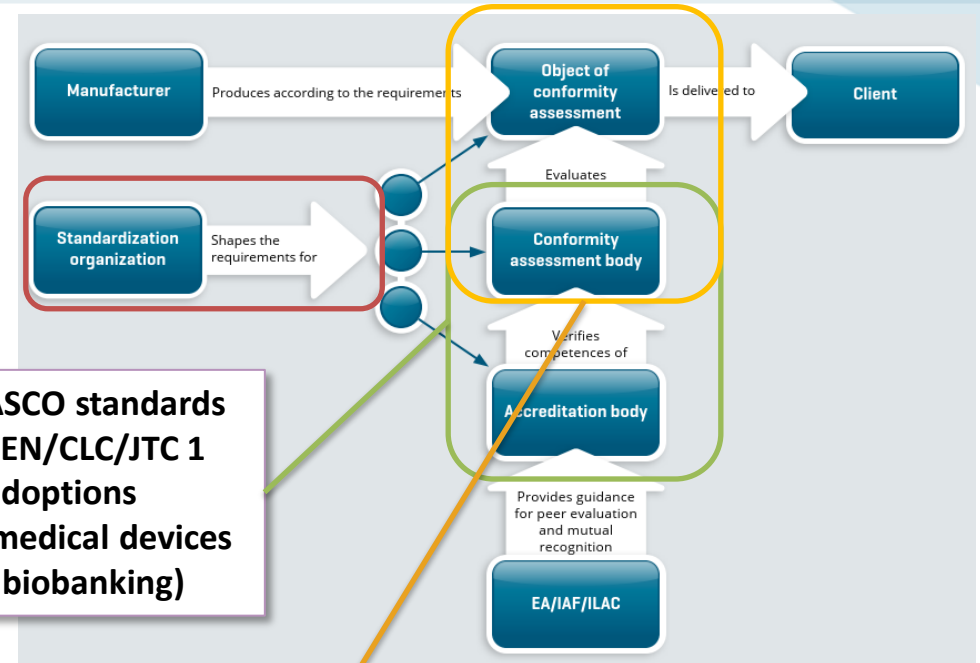 Manufacturer
Produces according to the requirements
Object of
conformity
assessment
Is delivered to
Client
Evaluates
Standardization
organization
Shapes the
requirements for
Conformity
assessment body
Verifies
competences of
Accreditation body
ASCO standards
EN/CLC/JTC 1
doptions
medical devices
biobanking)
Provides guidance
for peer evaluation
and mutual
recognition
EA/IAF/ILAC